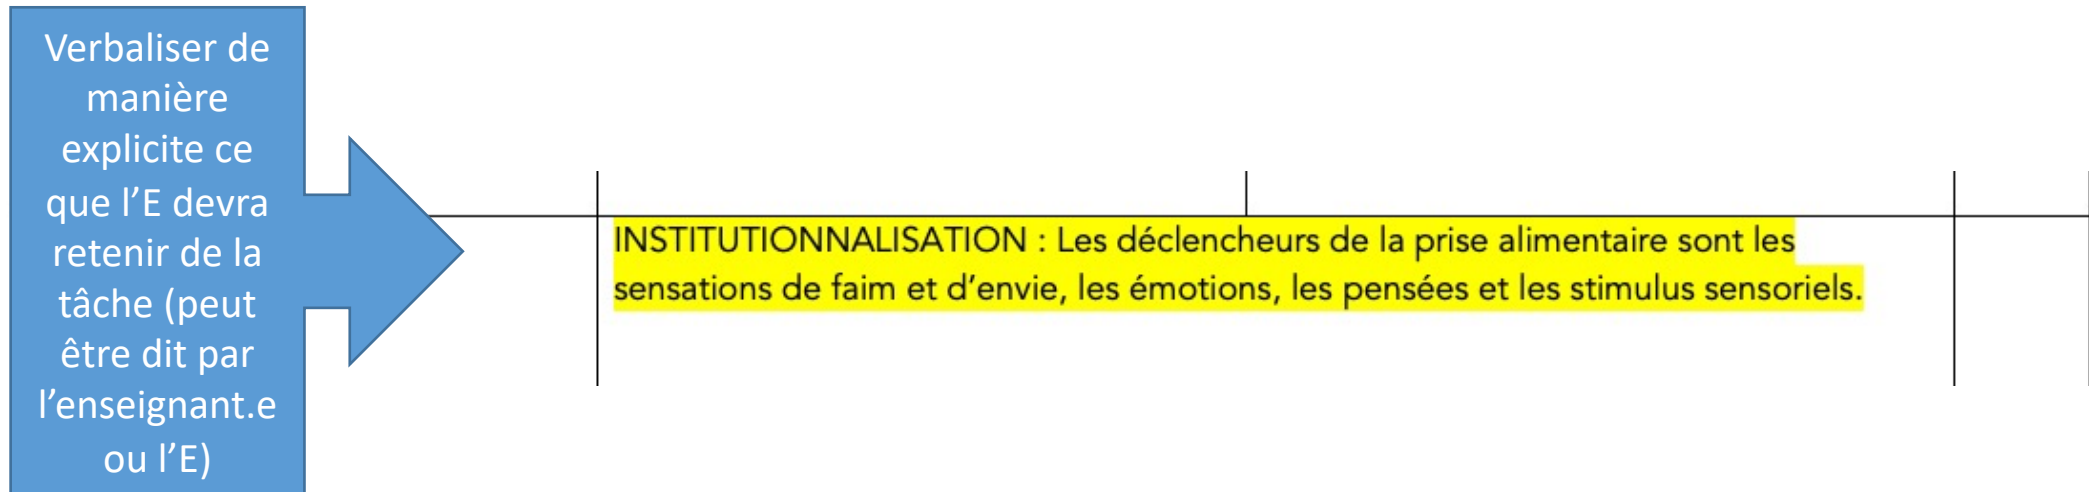 Verbaliser de
manière
explicite ce
que l’E devra
retenir de la
tâche (peut
être dit par
l’enseignant.e
ou l’E)
INSTITUTIONNALISATION : Les déclencheurs de la prise alimentaire sont les
sensations de faim et d’envie, les émotions, les pensées et les stimulus sensoriels.